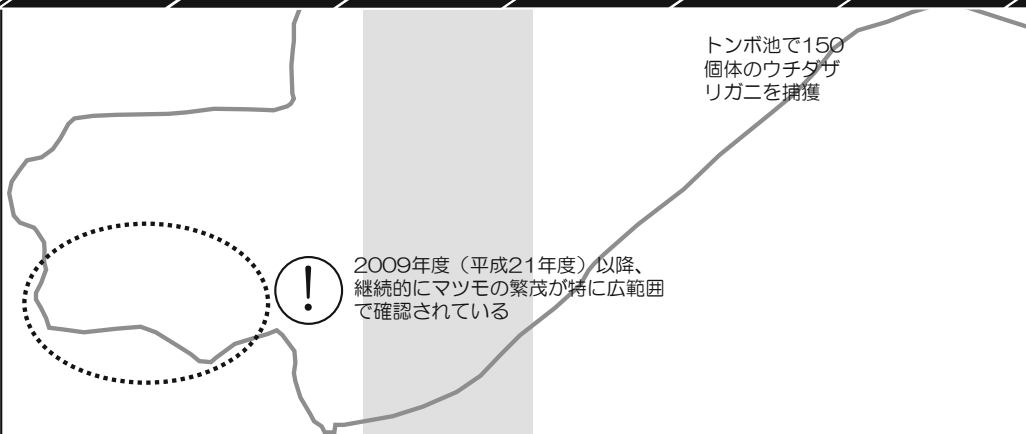 トンボ池で150
個体のウチダザ
リガニを捕獲
!
2009年度（平成21年度）以降、
継続的にマツモの繁茂が特に広範囲
で確認されている